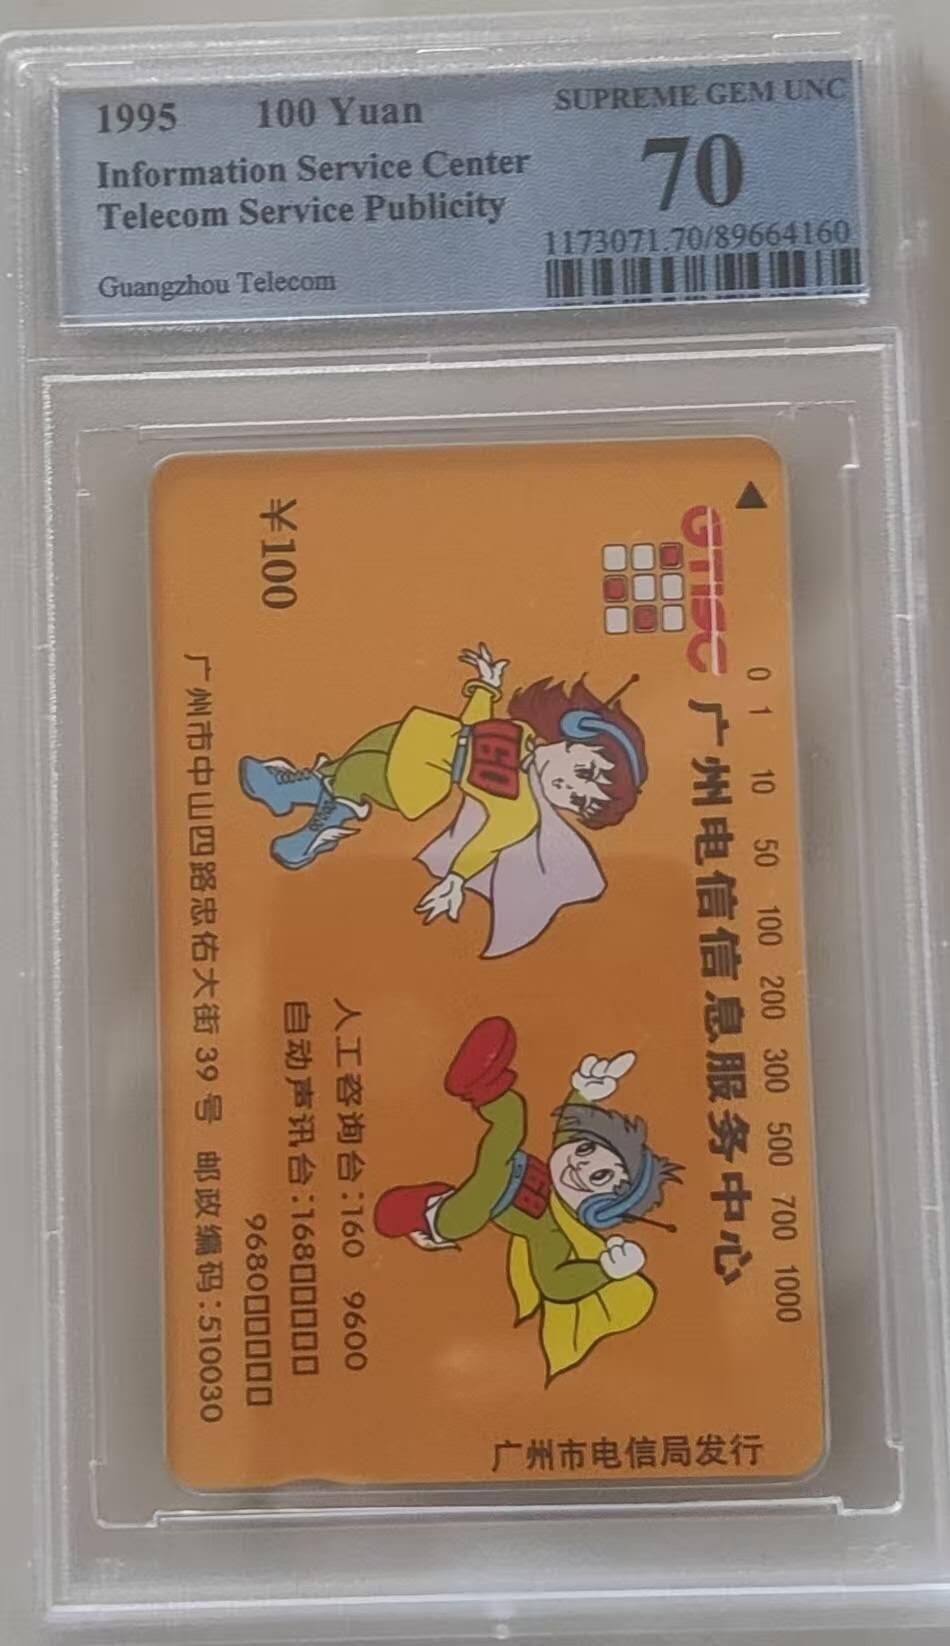 1995 100 Yuan
Information Service Center
Telecom Service Publicity
Guangzhou Telecom
SUPREME GEM UNC
70
1173071.70/89664160
0 1 10 50 100 200 300 500 700 1000
GTISC 广州电信信息服务中心
160
168
¥100
人工咨询台:160 9600
自动声讯台:168□□□□□
9680□□□□□
广州市中山四路忠佑大街 39 号 邮政编码:510030
广州市电信局发行